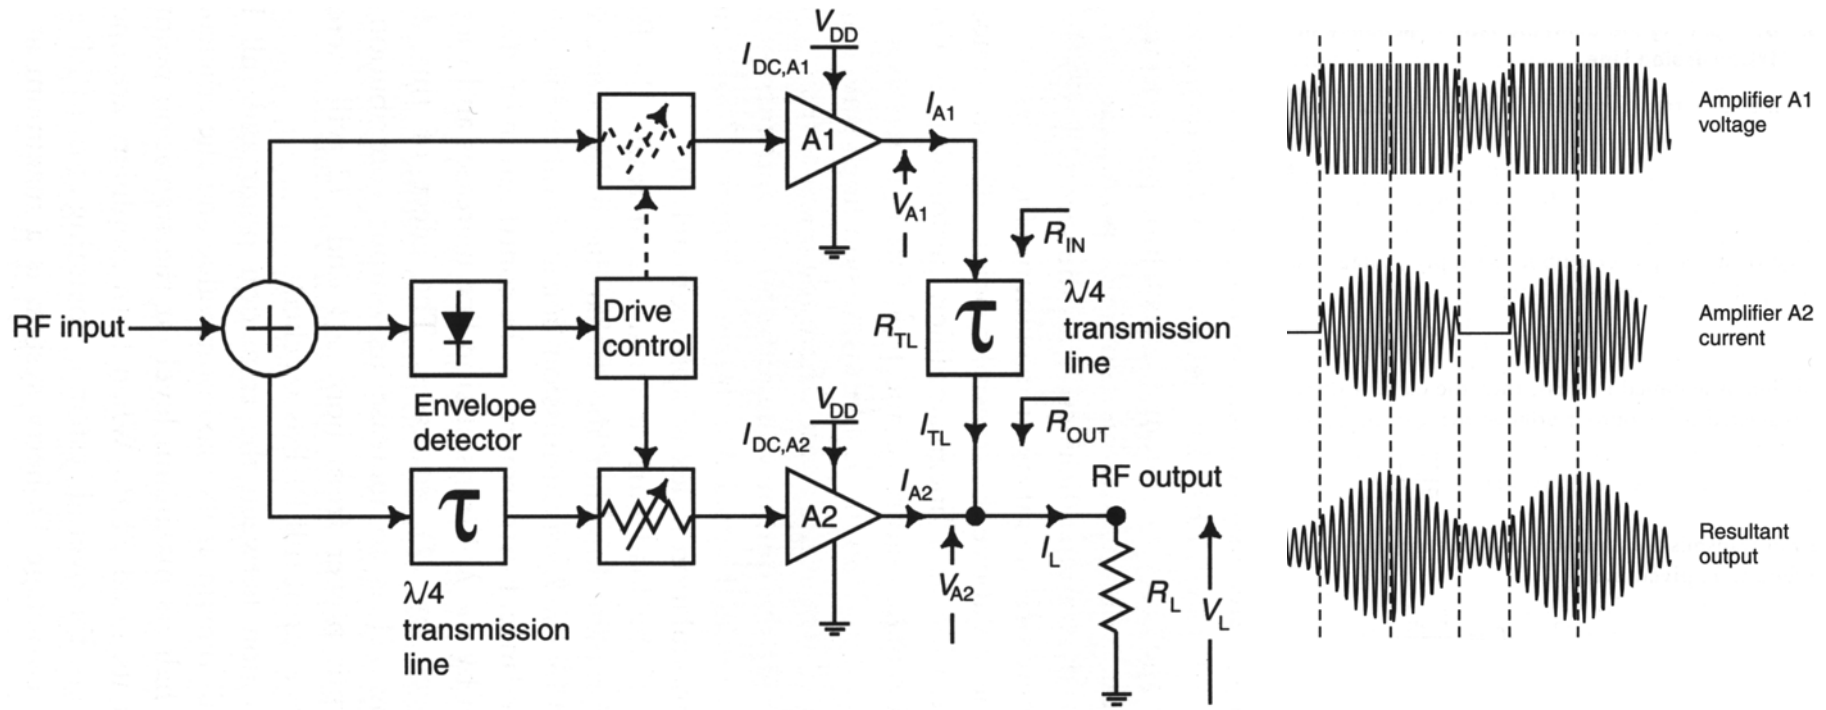 V_DD
I_DC,A1
A1
I_A1
V_A1
R_IN
RF input
Envelope
detector
Drive
control
R_TL
τ
λ/4
transmission
line
V_DD
I_DC,A2
I_TL
R_OUT
τ
λ/4
transmission
line
A2
I_A2
V_A2
RF output
I_L
R_L
V_L
Amplifier A1
voltage
Amplifier A2
current
Resultant
output